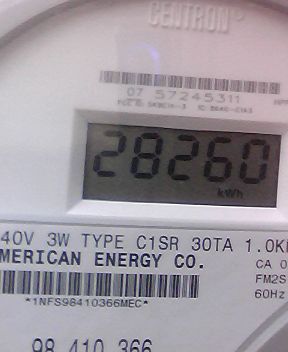 CENTRON
07 57245311
28260
kWh
40V 3W TYPE C1SR 30TA 1.0K
MERICAN ENERGY CO.
CA 0
FM2S
60Hz
*1NFS98410366MEC*
98 410 366